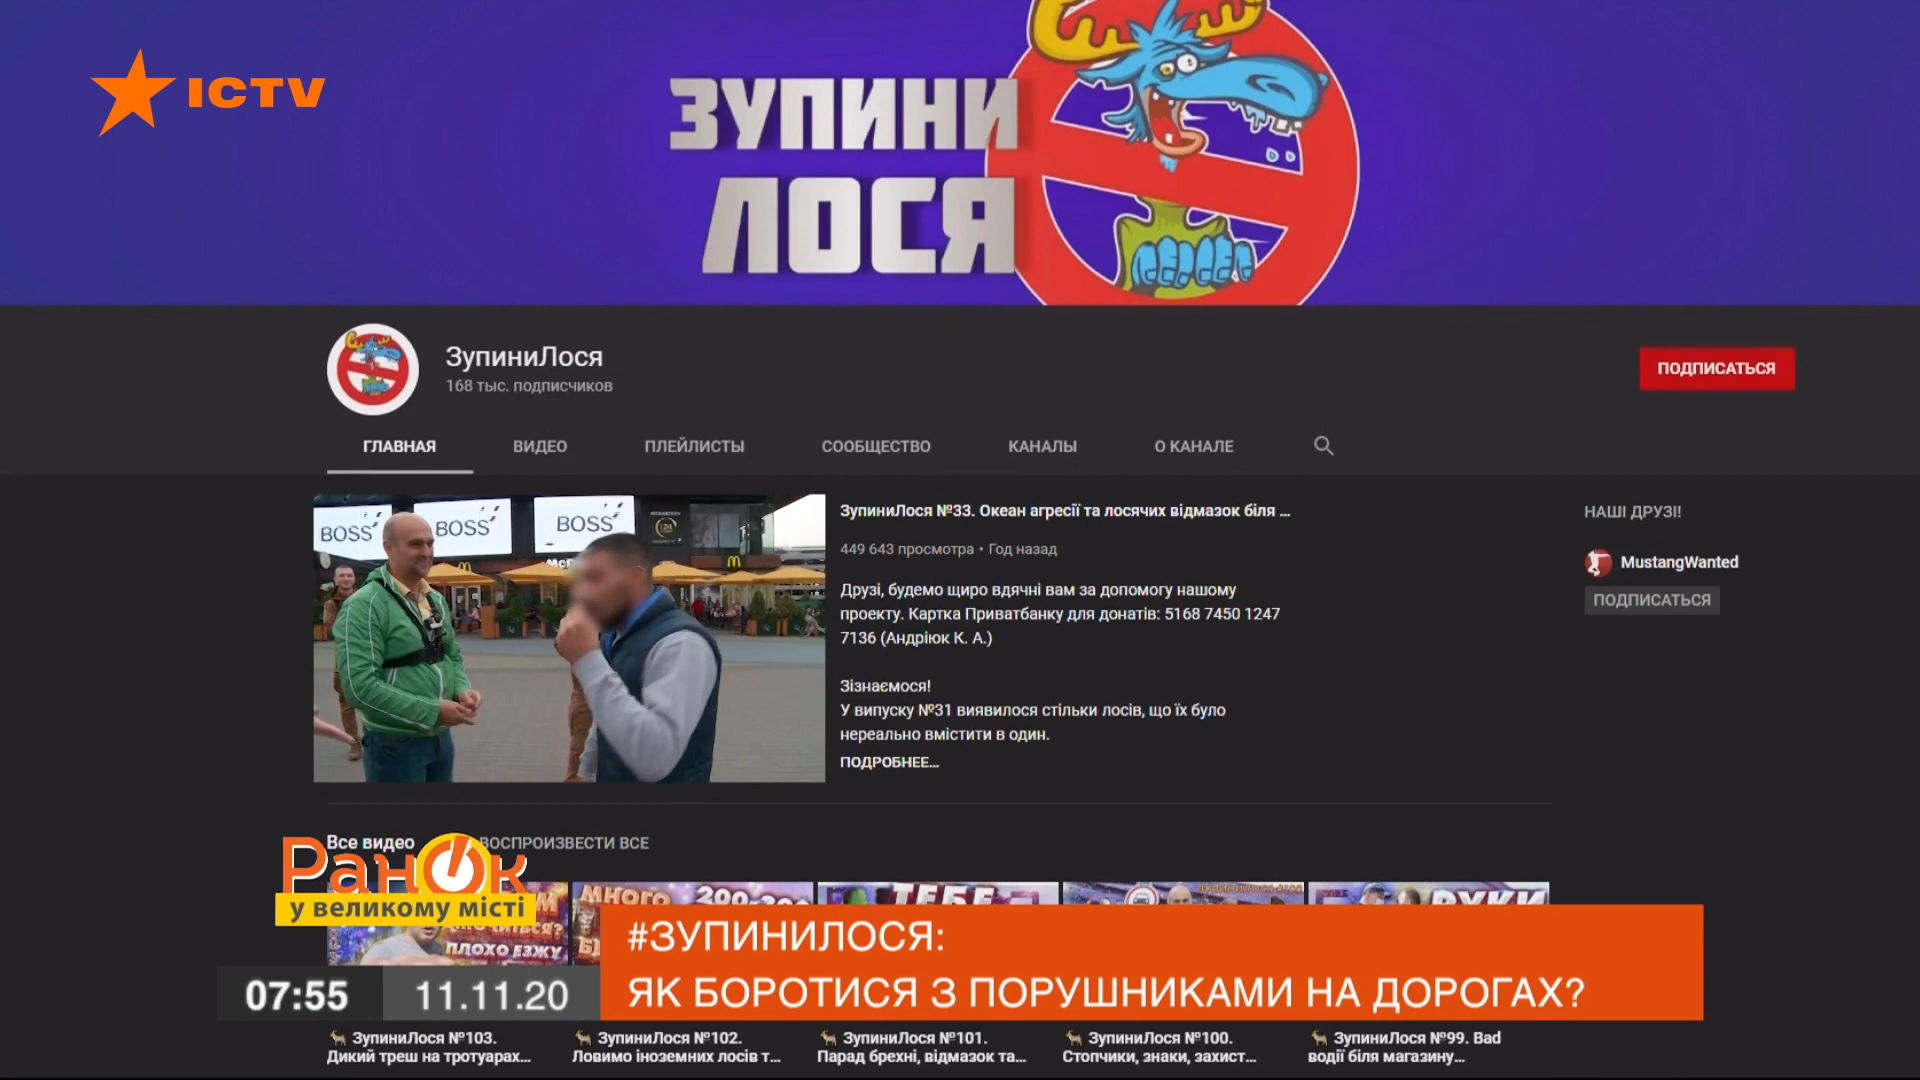 ICTV
ЗУПИНИ
ЛОСЯ
ЗупиниЛося
168 тыс. подписчиков
ПОДПИСАТЬСЯ
ГЛАВНАЯ
ВИДЕО
ПЛЕЙЛИСТЫ
СООБЩЕСТВО
КАНАЛЫ
О КАНАЛЕ
BOSS
BOSS
BOSS
ЗупиниЛося №33. Океан агресії та лосячих відмазок біля ...
449 643 просмотра • Год назад
Друзі, будемо щиро вдячні вам за допомогу нашому
проекту. Картка Приватбанку для донатів: 5168 7450 1247
7136 (Андріюк К. А.)
Зізнаємося!
У випуску №31 виявилося стільки лосів, що їх було
нереально вмістити в один.
ПОДРОБНЕЕ...
НАШІ ДРУЗІ!
MustangWanted
ПОДПИСАТЬСЯ
Все видео
ВОСПРОИЗВЕСТИ ВСЕ
Ранок
у великому місті
МНОГО
ТЕБЕ
РУКИ
ПЛОХО ЕЗЖУ
#ЗУПИНИЛОСЯ:
ЯК БОРОТИСЯ З ПОРУШНИКАМИ НА ДОРОГАХ?
07:55
11.11.20
ЗупиниЛося №103.
Дикий треш на тротуарах...
ЗупиниЛося №102.
Ловимо іноземних лосів т...
ЗупиниЛося №101.
Парад брехні, відмазок та...
ЗупиниЛося №100.
Стопчики, знаки, захист...
ЗупиниЛося №99. Bad
водії біля магазину...